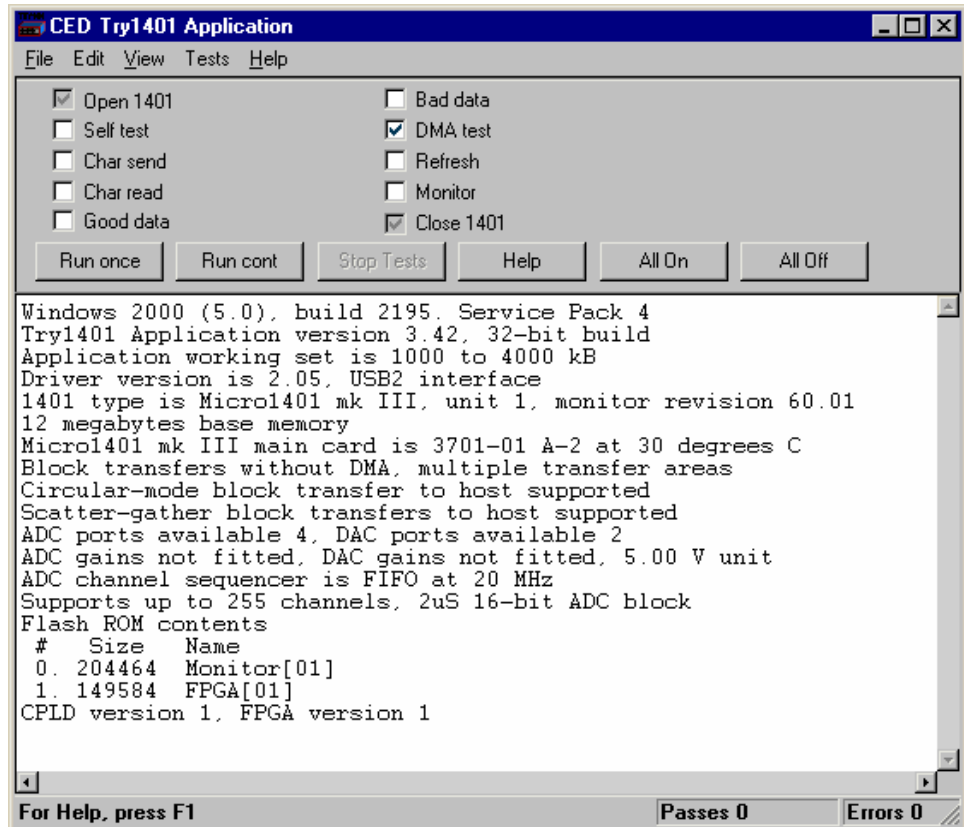 CED Try1401 Application
File Edit View Tests Help
Open 1401
Self test
Char send
Char read
Good data
Bad data
DMA test
Refresh
Monitor
Close 1401
Run once Run cont Stop Tests Help All On All Off
Windows 2000 (5.0), build 2195. Service Pack 4
Try1401 Application version 3.42, 32-bit build
Application working set is 1000 to 4000 kB
Driver version is 2.05, USB2 interface
1401 type is Micro1401 mk III, unit 1, monitor revision 60.01
12 megabytes base memory
Micro1401 mk III main card is 3701-01 A-2 at 30 degrees C
Block transfers without DMA, multiple transfer areas
Circular-mode block transfer to host supported
Scatter-gather block transfers to host supported
ADC ports available 4, DAC ports available 2
ADC gains not fitted, DAC gains not fitted, 5.00 V unit
ADC channel sequencer is FIFO at 20 MHz
Supports up to 255 channels, 2uS 16-bit ADC block
Flash ROM contents
# Size Name
0. 204464 Monitor[01]
1. 149584 FPGA[01]
CPLD version 1, FPGA version 1
For Help, press F1 Passes 0 Errors 0